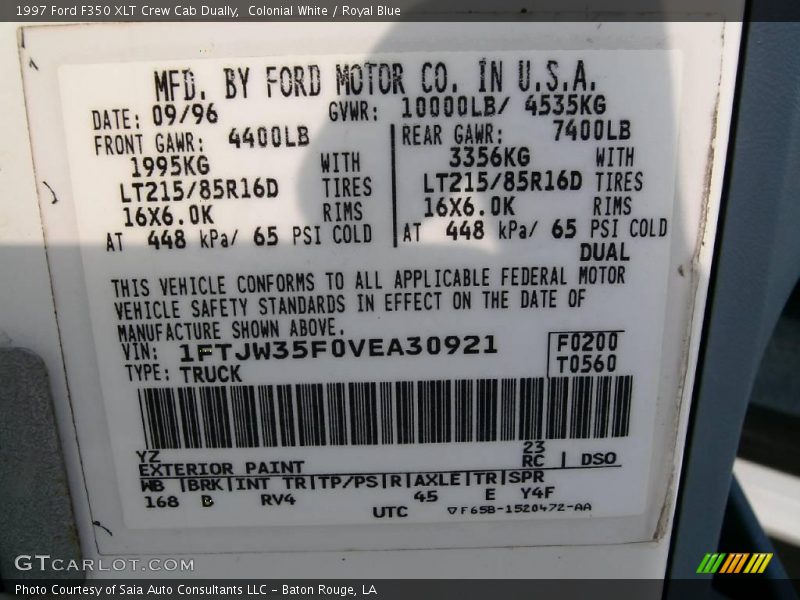 1997 Ford F350 XLT Crew Cab Dually,  Colonial White / Royal Blue
MFD. BY FORD MOTOR CO. IN U.S.A.
DATE: 09/96 GVWR: 10000LB/ 4535KG
FRONT GAWR: 4400LB REAR GAWR: 7400LB
1995KG WITH 3356KG WITH
LT215/85R16D TIRES LT215/85R16D TIRES
16X6.0K RIMS 16X6.0K RIMS
AT 448 kPa/ 65 PSI COLD AT 448 kPa/ 65 PSI COLD
DUAL
THIS VEHICLE CONFORMS TO ALL APPLICABLE FEDERAL MOTOR
VEHICLE SAFETY STANDARDS IN EFFECT ON THE DATE OF
MANUFACTURE SHOWN ABOVE.
VIN: 1FTJW35F0VEA30921 F0200
TYPE: TRUCK T0560
YZ 23
EXTERIOR PAINT RC | DSO
WB |BRK|INT TR|TP/PS|R|AXLE|TR|SPR
168 D RV4 45 E Y4F
UTC ▽F65B-1520472-AA
GTCARLOT.COM
Photo Courtesy of Saia Auto Consultants LLC - Baton Rouge, LA